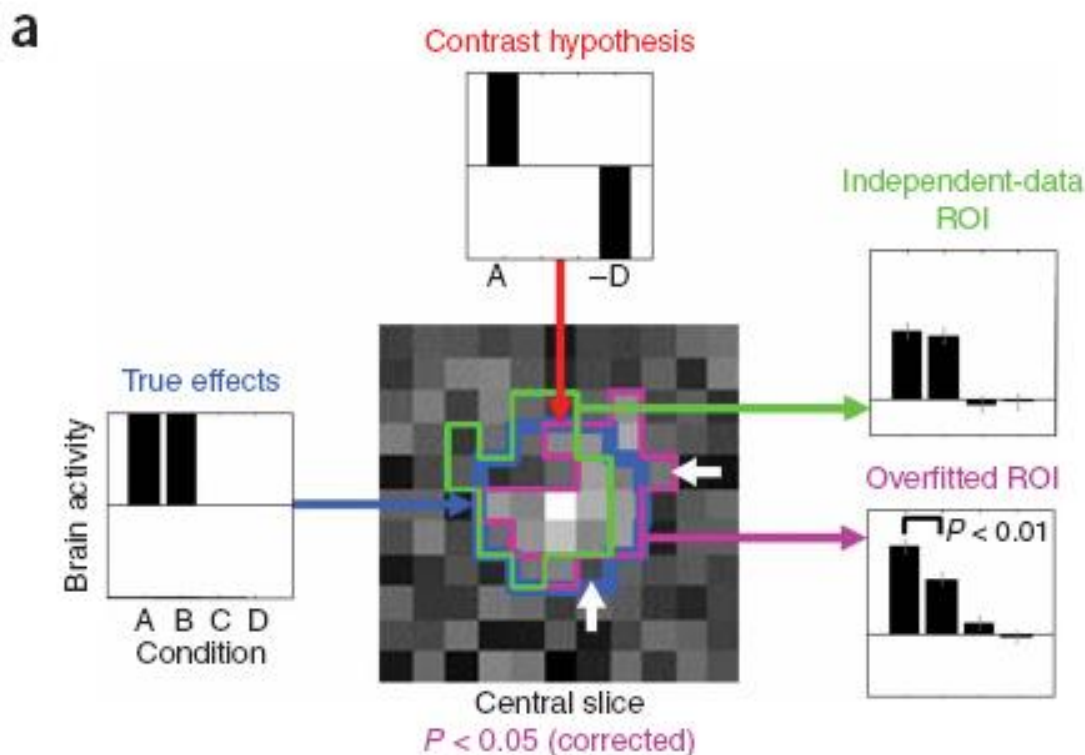 a
Contrast hypothesis
A −D
Independent-data
ROI
True effects
Brain activity
A B C D
Condition
Overfitted ROI
P < 0.01
Central slice
P < 0.05 (corrected)